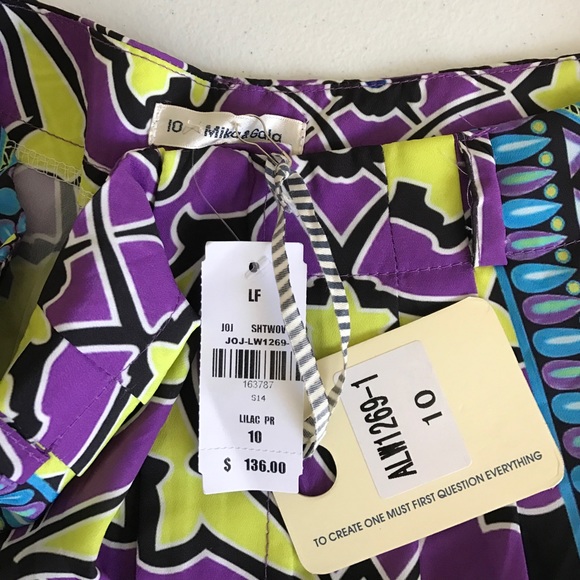 10 Mika&Gala
LF
JOJ SHTWOV
JOJ-LW1269-
163787
S14
LILAC PR
10
$ 136.00
ALW1269-1
10
TO CREATE ONE MUST FIRST QUESTION EVERYTHING